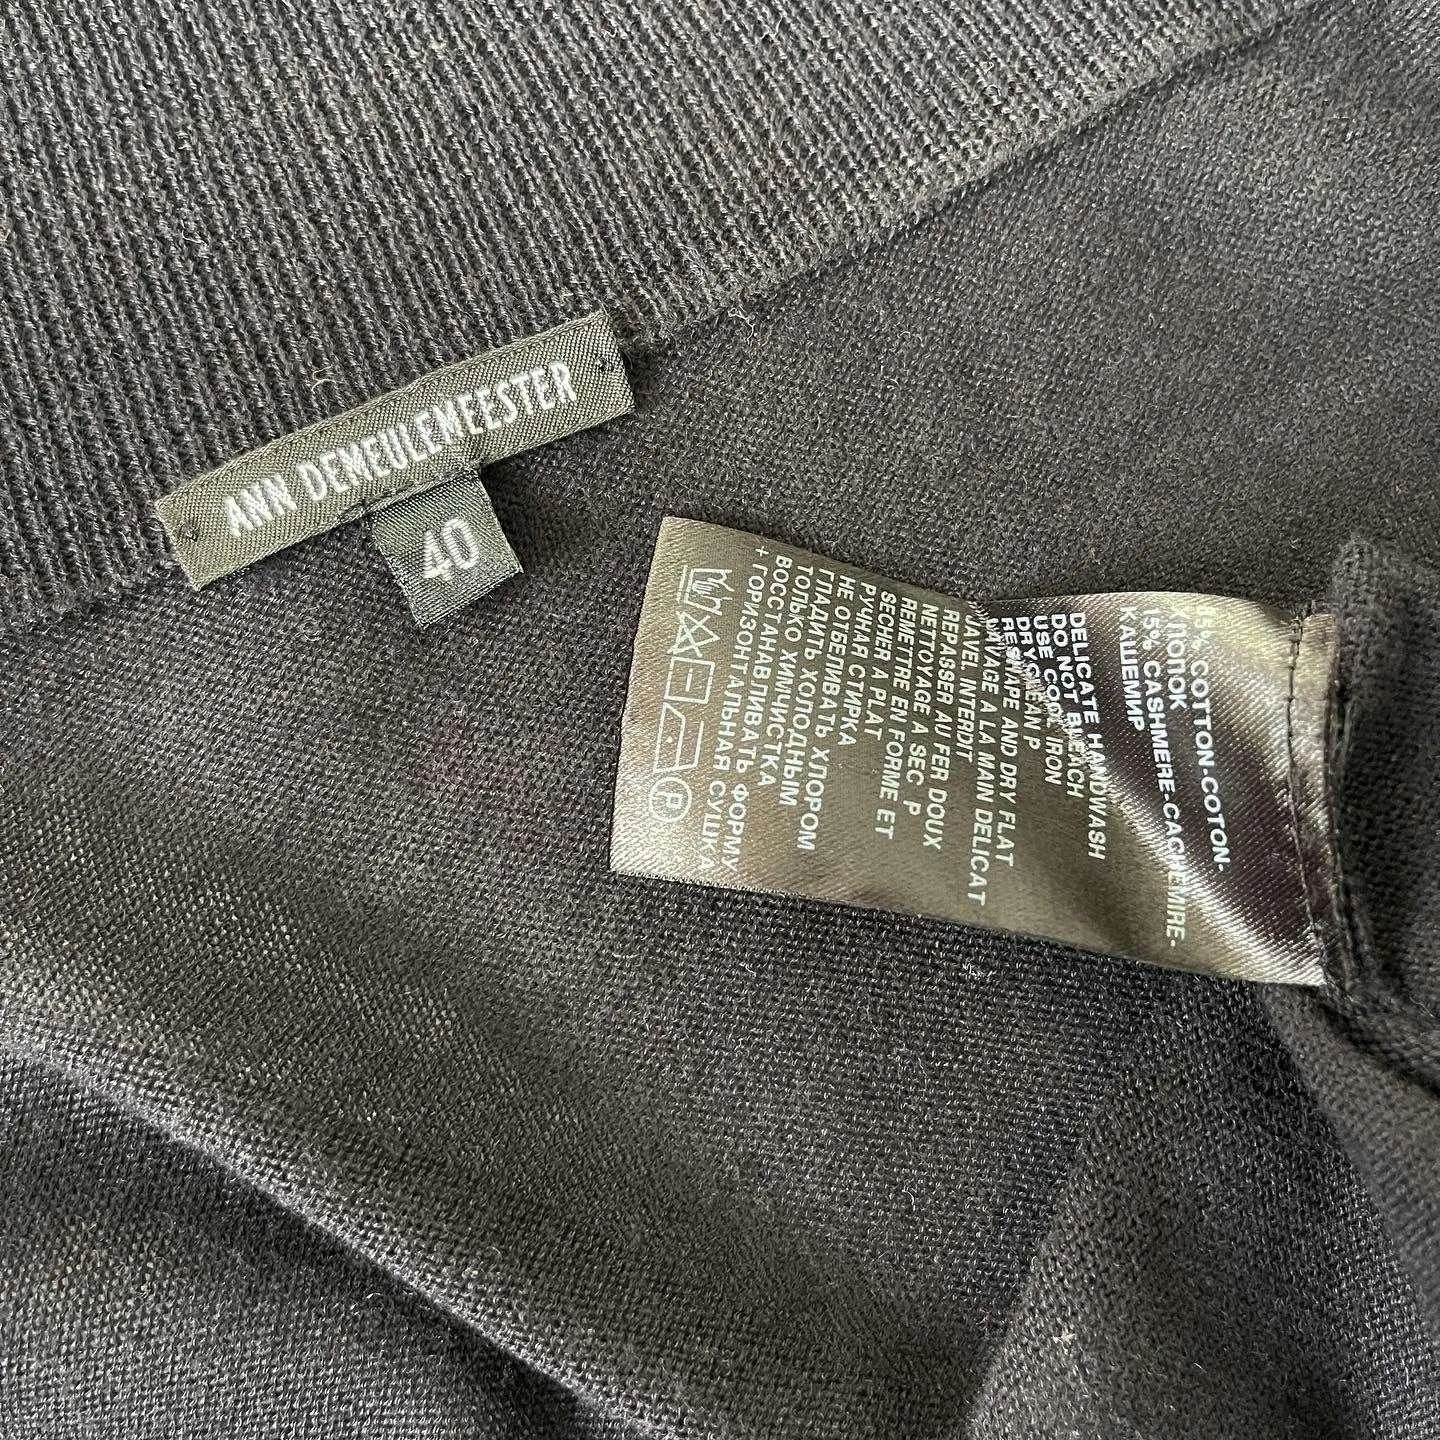 ANN DEMEULEMEESTER
40
85% COTTON-COTON-
ХЛОПОК
15% CASHMERE-CACHEMIRE-
КАШЕМИР
DELICATE HANDWASH
DO NOT BLEACH
USE COOL IRON
DRYCLEAN P
RESHAPE AND DRY FLAT
LAVAGE A LA MAIN DELICAT
JAVEL INTERDIT
REPASSER AU FER DOUX
NETTOYAGE A SEC P
REMETTRE EN FORME ET
SECHER A PLAT
РУЧНАЯ СТИРКА
НЕ ОТБЕЛИВАТЬ ХЛОРОМ
ГЛАДИТЬ ХОЛОДНЫМ
ТОЛЬКО ХИМЧИСТКА
ВОССТАНАВЛИВАТЬ ФОРМУ
+ ГОРИЗОНТАЛЬНАЯ СУШКА
P